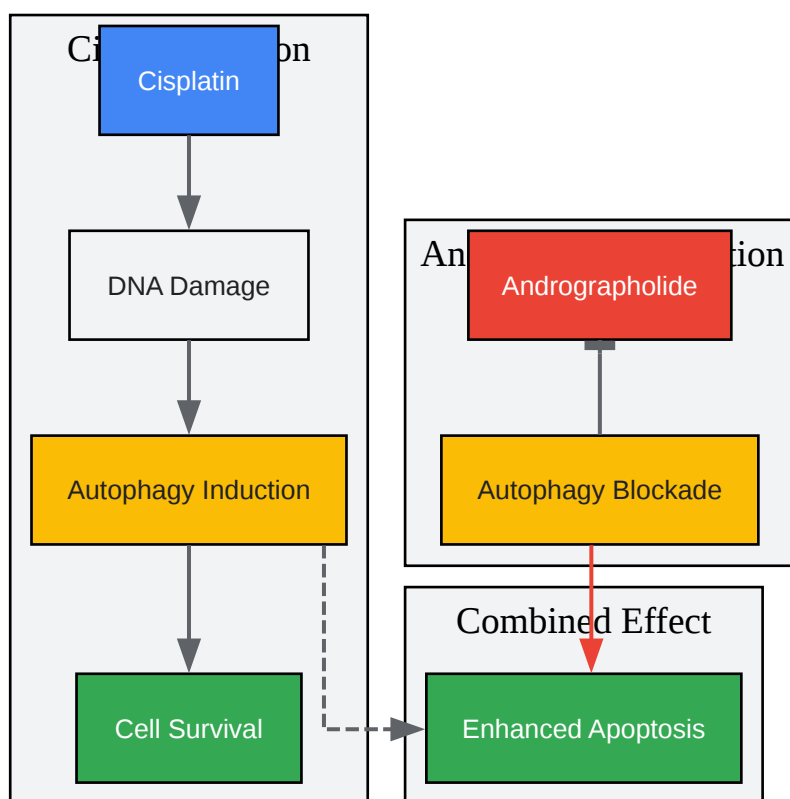 Cisplatin
DNA Damage
Autophagy Induction
Cell Survival
Andrographolide
Autophagy Blockade
Combined Effect
Enhanced Apoptosis